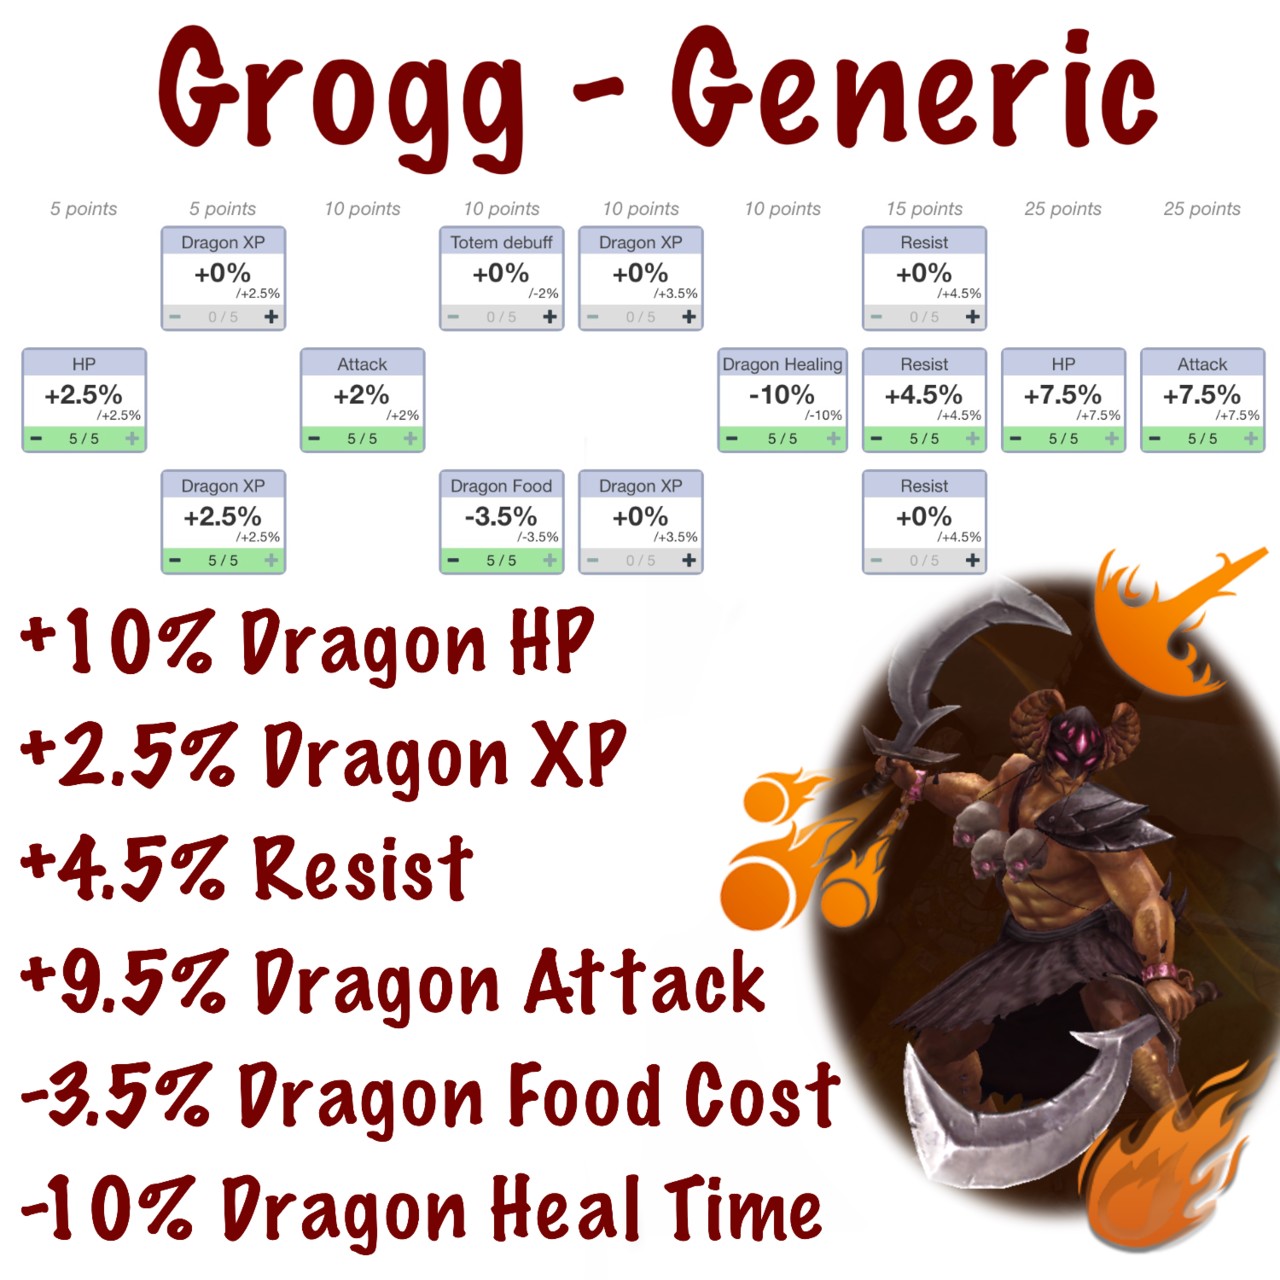 Grogg - Generic
5 points 5 points 10 points 10 points 10 points 10 points 15 points 25 points 25 points
Dragon XP Totem debuff Dragon XP Resist
+0% +0% +0% +0%
/+2.5% /-2% /+3.5% /+4.5%
− 0 / 5 + − 0 / 5 + − 0 / 5 + − 0 / 5 +
HP Attack Dragon Healing Resist HP Attack
+2.5% +2% -10% +4.5% +7.5% +7.5%
/+2.5% /+2% /-10% /+4.5% /+7.5% /+7.5%
− 5 / 5 + − 5 / 5 + − 5 / 5 + − 5 / 5 + − 5 / 5 + − 5 / 5 +
Dragon XP Dragon Food Dragon XP Resist
+2.5% -3.5% +0% +0%
/+2.5% /-3.5% /+3.5% /+4.5%
− 5 / 5 + − 5 / 5 + − 0 / 5 + − 0 / 5 +
+10% Dragon HP
+2.5% Dragon XP
+4.5% Resist
+9.5% Dragon Attack
-3.5% Dragon Food Cost
-10% Dragon Heal Time